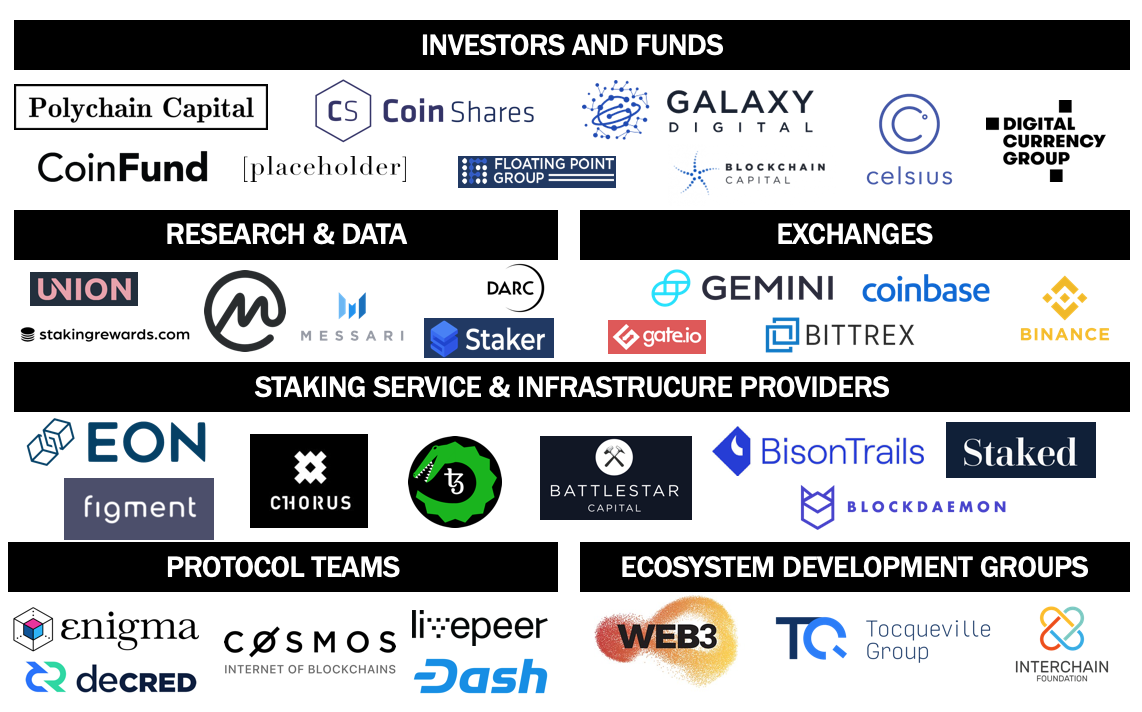 INVESTORS AND FUNDS
Polychain Capital
CS CoinShares
GALAXY
DIGITAL
celsius
DIGITAL
CURRENCY
GROUP
CoinFund
[placeholder]
FLOATING POINT
GROUP
BLOCKCHAIN
CAPITAL
RESEARCH & DATA
UNION
stakingrewards.com
MESSARI
DARC
Staker
EXCHANGES
GEMINI
coinbase
BINANCE
gate.io
BITTREX
STAKING SERVICE & INFRASTRUCURE PROVIDERS
EON
figment
CHORUS
BATTLESTAR
CAPITAL
BisonTrails
Staked
BLOCKDAEMON
PROTOCOL TEAMS
enigma
COSMOS
INTERNET OF BLOCKCHAINS
livepeer
decred
Dash
ECOSYSTEM DEVELOPMENT GROUPS
WEB3
TQ Tocqueville
Group
INTERCHAIN
FOUNDATION